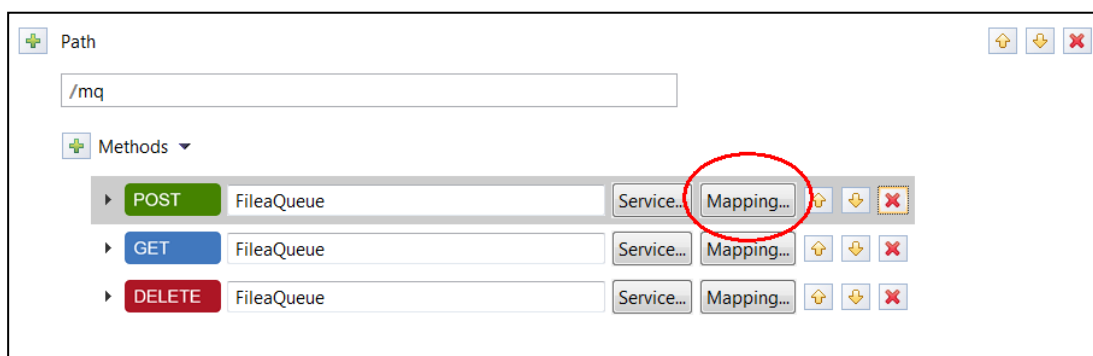 Path
/mq
Methods
POST FileaQueue Service... Mapping...
GET FileaQueue Service... Mapping...
DELETE FileaQueue Service... Mapping...